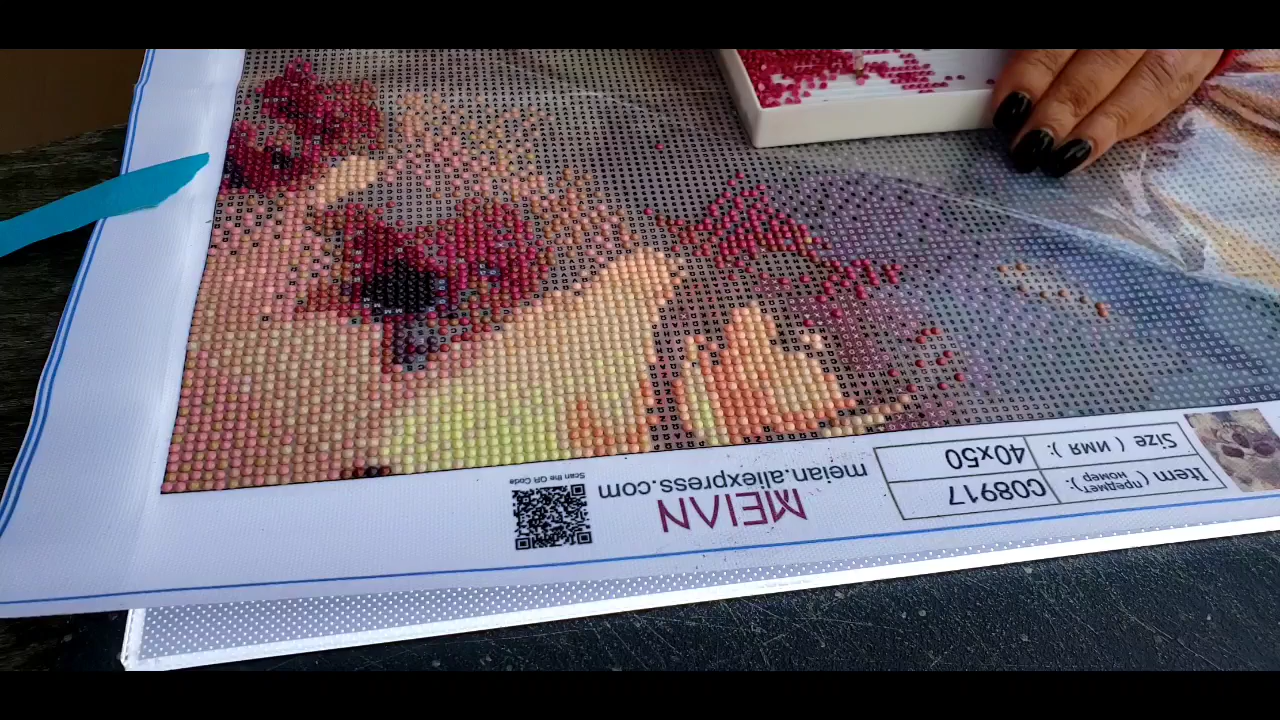 Item (предмет номер): C08917
Size ( ИМЯ ): 40x50
MEIAN
meian.aliexpress.com
Scan the QR Code